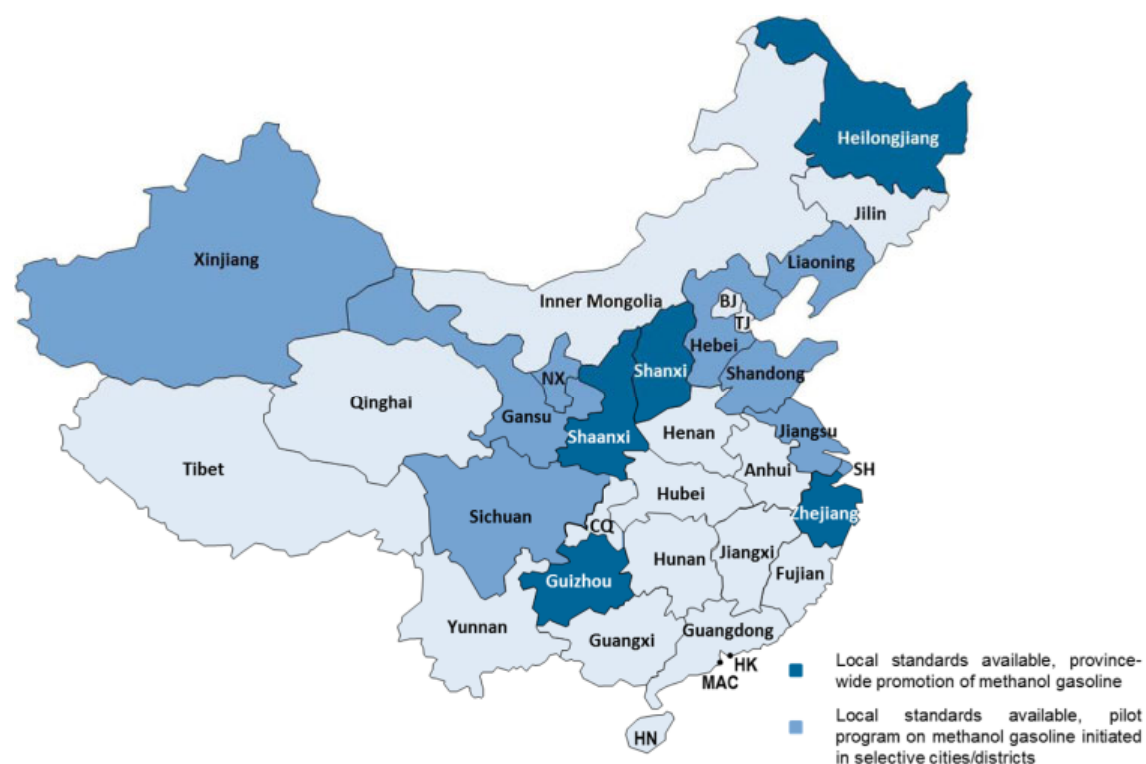 Heilongjiang
Jilin
Xinjiang
Liaoning
Inner Mongolia
BJ
TJ
Hebei
Shanxi
Shandong
NX
Qinghai
Gansu
Shaanxi
Henan
Jiangsu
Tibet
Anhui
SH
Hubei
Sichuan
Zhejiang
CQ
Hunan
Jiangxi
Guizhou
Fujian
Yunnan
Guangxi
Guangdong
HK
MAC
HN
Local standards available, province-
wide promotion of methanol gasoline
Local standards available, pilot
program on methanol gasoline initiated
in selective cities/districts